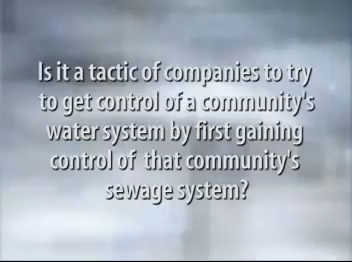 Is it a tactic of companies to try
to get control of a community's
water system by first gaining
control of that community's
sewage system?